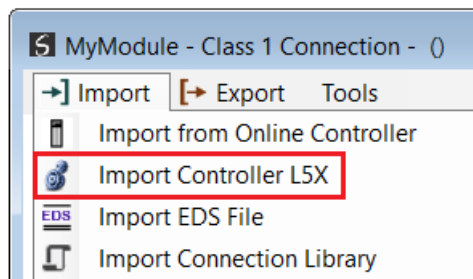 MyModule - Class 1 Connection - ()
Import Export Tools
Import from Online Controller
Import Controller L5X
EDS Import EDS File
Import Connection Library